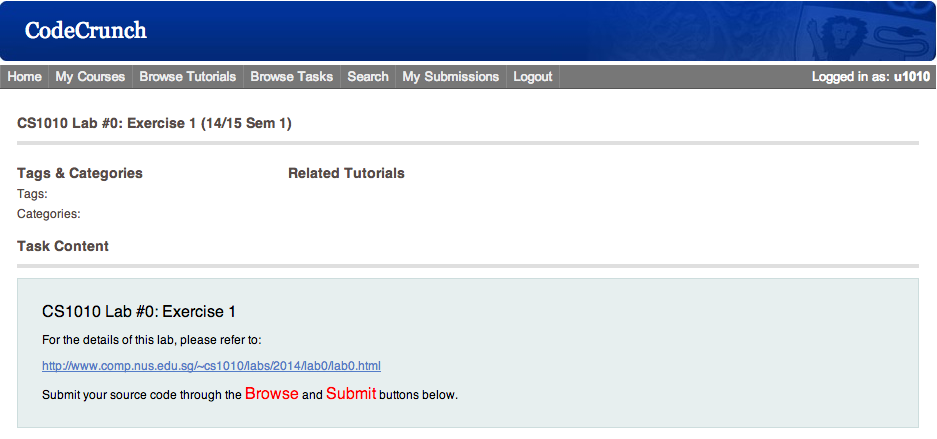 CodeCrunch
Home My Courses Browse Tutorials Browse Tasks Search My Submissions Logout Logged in as: u1010
CS1010 Lab #0: Exercise 1 (14/15 Sem 1)
Tags & Categories Related Tutorials
Tags:
Categories:
Task Content
CS1010 Lab #0: Exercise 1
For the details of this lab, please refer to:
http://www.comp.nus.edu.sg/~cs1010/labs/2014/lab0/lab0.html
Submit your source code through the Browse and Submit buttons below.